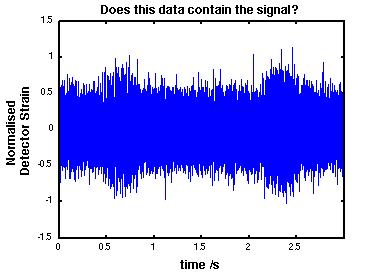 Does this data contain the signal?
1.5
1
0.5
0
-0.5
-1
-1.5
Normalised
Detector Strain
0 0.5 1 1.5 2 2.5
time /s